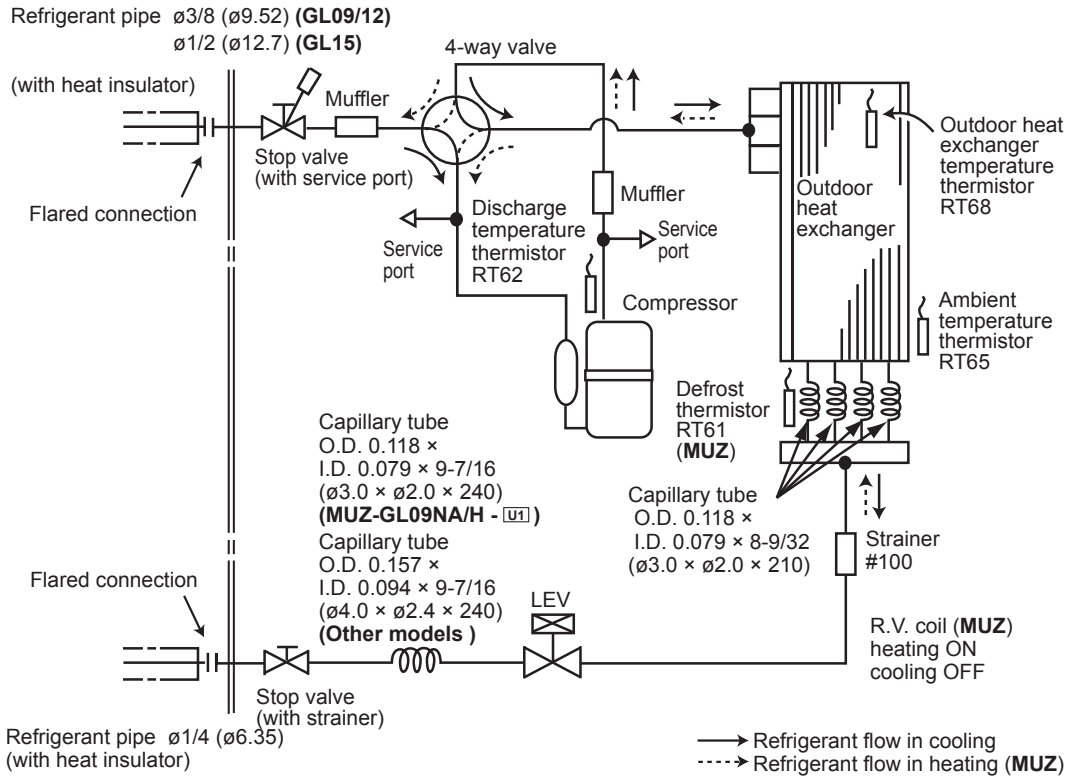 Refrigerant pipe ø3/8 (ø9.52) (GL09/12)
ø1/2 (ø12.7) (GL15)
(with heat insulator)
4-way valve
Muffler
Stop valve
(with service port)
Flared connection
Outdoor heat
exchanger
temperature
thermistor
RT68
Outdoor
heat
exchanger
Muffler
Discharge
temperature
thermistor
RT62
Service
port
Service
port
Compressor
Ambient
temperature
thermistor
RT65
Defrost
thermistor
RT61
(MUZ)
Capillary tube
O.D. 0.118 ×
I.D. 0.079 × 9-7/16
(ø3.0 × ø2.0 × 240)
(MUZ-GL09NA/H - U1 )
Capillary tube
O.D. 0.157 ×
I.D. 0.094 × 9-7/16
(ø4.0 × ø2.4 × 240)
(Other models )
Capillary tube
O.D. 0.118 ×
I.D. 0.079 × 8-9/32
(ø3.0 × ø2.0 × 210)
Strainer
#100
Flared connection
LEV
R.V. coil (MUZ)
heating ON
cooling OFF
Stop valve
(with strainer)
Refrigerant pipe ø1/4 (ø6.35)
(with heat insulator)
Refrigerant flow in cooling
Refrigerant flow in heating (MUZ)